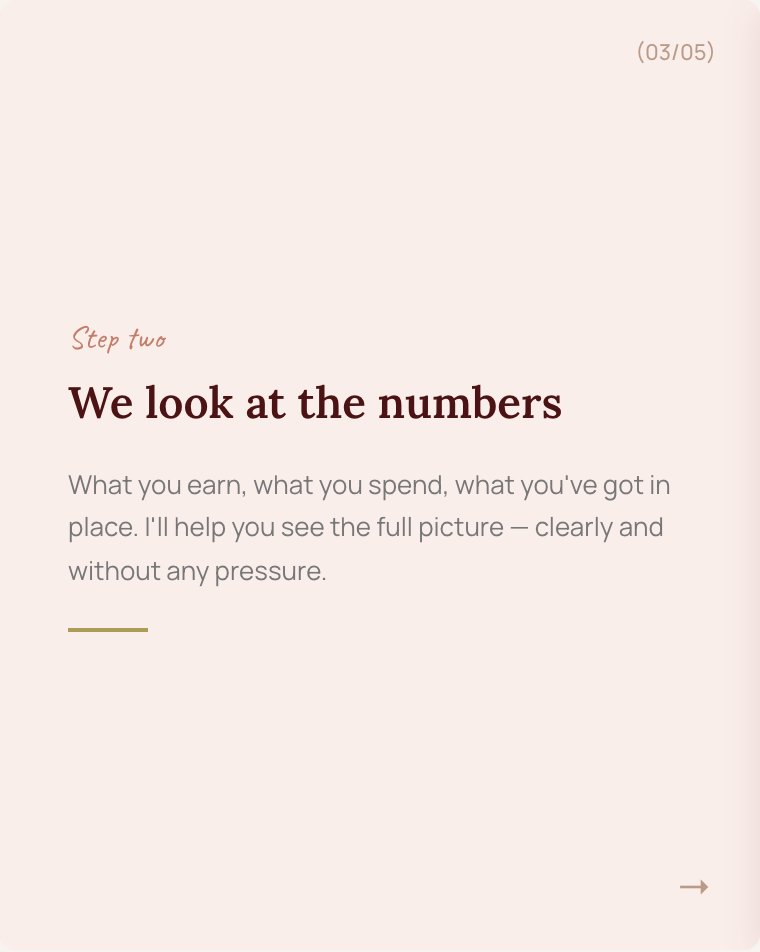 (03/05)
Step two
We look at the numbers
What you earn, what you spend, what you've got in
place. I'll help you see the full picture — clearly and
without any pressure.